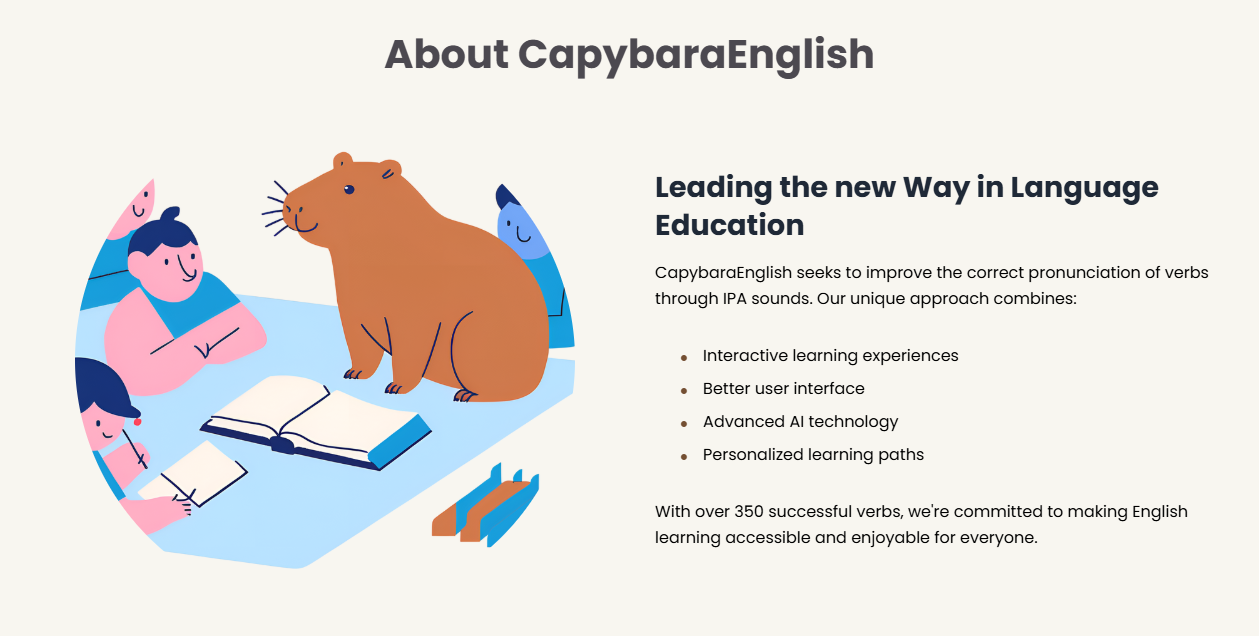 About CapybaraEnglish
Leading the new Way in Language
Education
CapybaraEnglish seeks to improve the correct pronunciation of verbs
through IPA sounds. Our unique approach combines:
Interactive learning experiences
Better user interface
Advanced AI technology
Personalized learning paths
With over 350 successful verbs, we're committed to making English
learning accessible and enjoyable for everyone.